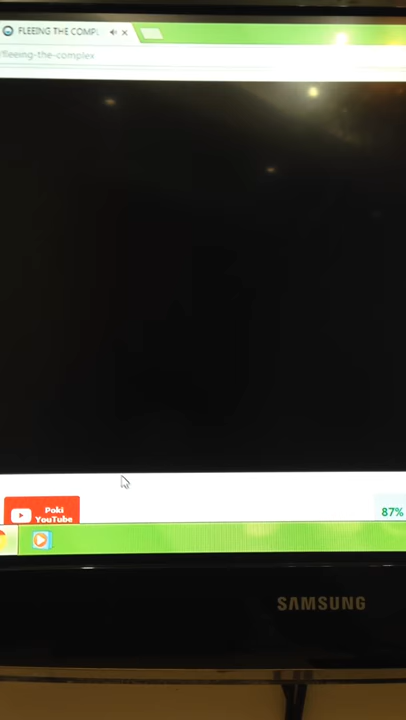 FLEEING THE COMPL
/fleeing-the-complex
Poki
YouTube
87%
SAMSUNG